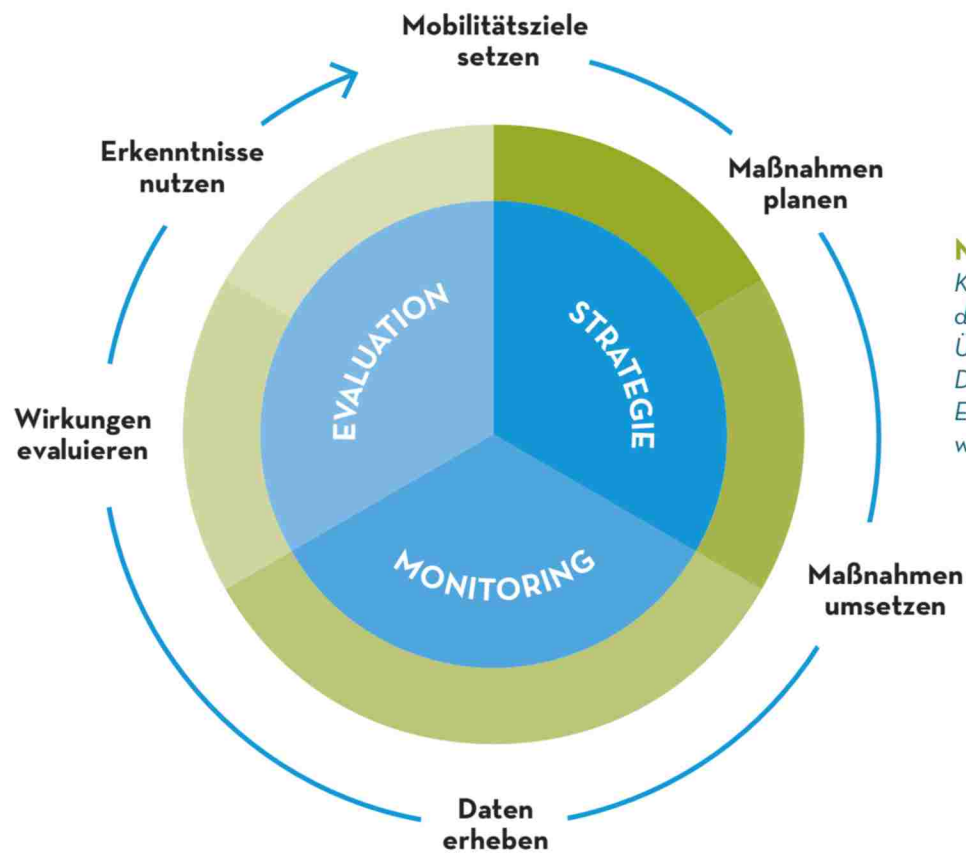 Mobilitätsziele
setzen
Maßnahmen
planen
Maßnahmen
umsetzen
Daten
erheben
Wirkungen
evaluieren
Erkenntnisse
nutzen
STRATEGIE
MONITORING
EVALUATION